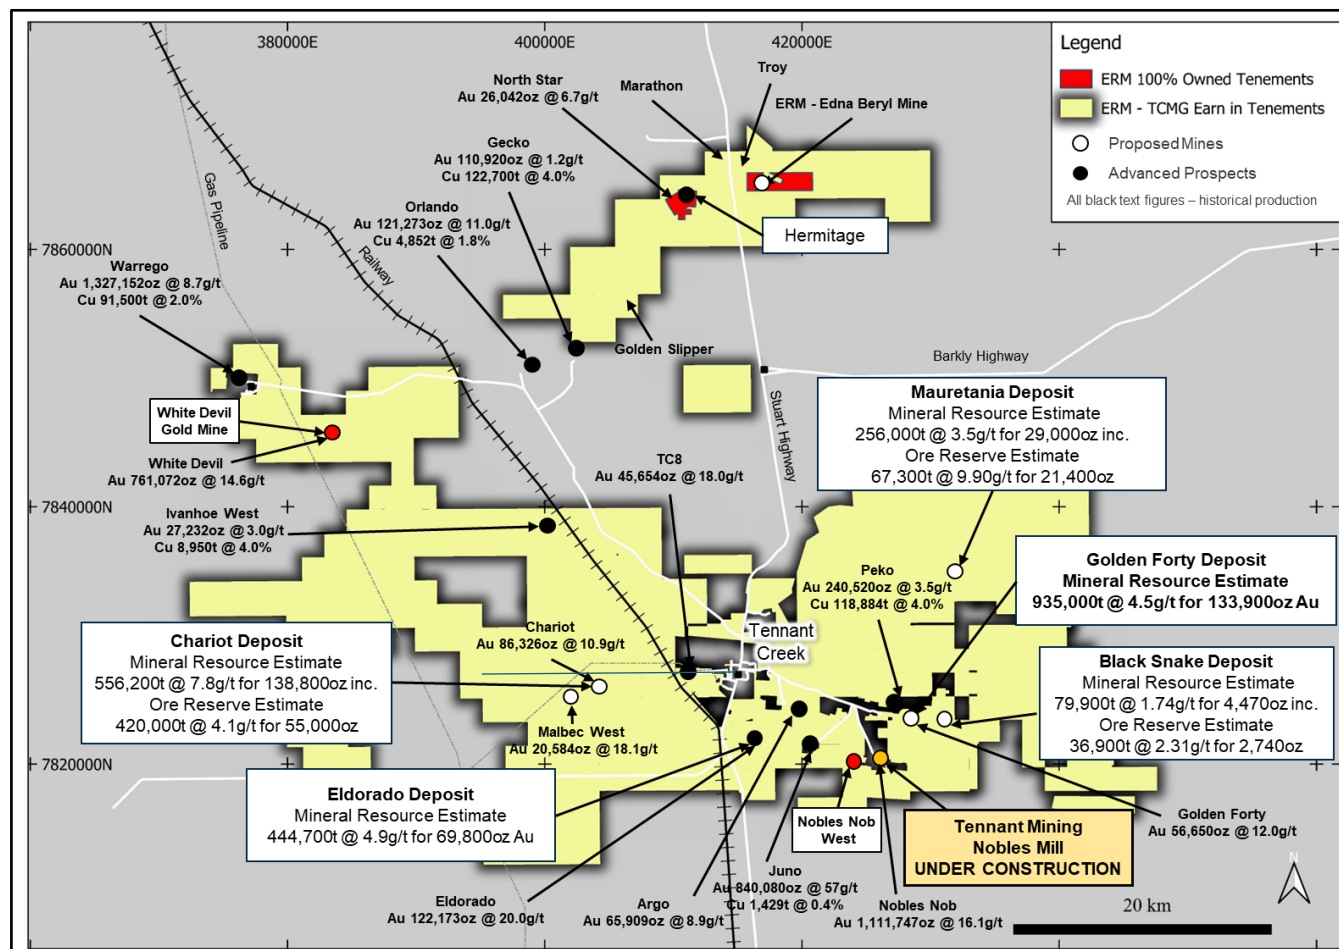 380000E
400000E
420000E
Legend
ERM 100% Owned Tenements
ERM - TCMG Earn in Tenements
Proposed Mines
Advanced Prospects
All black text figures – historical production
North Star
Au 26,042oz @ 6.7g/t
Marathon
Troy
ERM - Edna Beryl Mine
Gecko
Au 110,920oz @ 1.2g/t
Cu 122,700t @ 4.0%
Orlando
Au 121,273oz @ 11.0g/t
Cu 4,852t @ 1.8%
Hermitage
Gas Pipeline
Railway
7860000N
Warrego
Au 1,327,152oz @ 8.7g/t
Cu 91,500t @ 2.0%
Golden Slipper
Barkly Highway
Stuart Highway
White Devil
Gold Mine
White Devil
Au 761,072oz @ 14.6g/t
Mauretania Deposit
Mineral Resource Estimate
256,000t @ 3.5g/t for 29,000oz inc.
Ore Reserve Estimate
67,300t @ 9.90g/t for 21,400oz
TC8
Au 45,654oz @ 18.0g/t
7840000N
Ivanhoe West
Au 27,232oz @ 3.0g/t
Cu 8,950t @ 4.0%
Peko
Au 240,520oz @ 3.5g/t
Cu 118,884t @ 4.0%
Golden Forty Deposit
Mineral Resource Estimate
935,000t @ 4.5g/t for 133,900oz Au
Chariot
Au 86,326oz @ 10.9g/t
Tennant
Creek
Chariot Deposit
Mineral Resource Estimate
556,200t @ 7.8g/t for 138,800oz inc.
Ore Reserve Estimate
420,000t @ 4.1g/t for 55,000oz
Black Snake Deposit
Mineral Resource Estimate
79,900t @ 1.74g/t for 4,470oz inc.
Ore Reserve Estimate
36,900t @ 2.31g/t for 2,740oz
Malbec West
Au 20,584oz @ 18.1g/t
7820000N
Eldorado Deposit
Mineral Resource Estimate
444,700t @ 4.9g/t for 69,800oz Au
Nobles Nob
West
Tennant Mining
Nobles Mill
UNDER CONSTRUCTION
Golden Forty
Au 56,650oz @ 12.0g/t
Eldorado
Au 122,173oz @ 20.0g/t
Argo
Au 65,909oz @ 8.9g/t
Juno
Au 840,080oz @ 57g/t
Cu 1,429t @ 0.4%
Nobles Nob
Au 1,111,747oz @ 16.1g/t
20 km
N